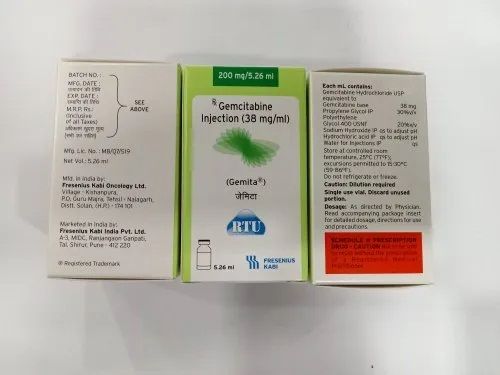 BATCH NO. :
MFG. DATE :
उत्पादन की तिथि
EXP. DATE :
समाप्ति की तिथि
M.R.P. Rs.:
(Inclusive
of all Taxes)
SEE
ABOVE
Mfg. Lic. No. : MB/07/519
Net Vol.: 5.26 ml
Mfd. in India by:
Fresenius Kabi Oncology Ltd.
Village - Kishanpura,
P.O. Guru Majra, Tehsil - Nalagarh,
Distt. Solan, (H.P.) - 174 101
Marketed in India by:
Fresenius Kabi India Pvt. Ltd.
A-3, MIDC, Ranjangaon Ganpati,
Tal. Shirur, Pune - 412 220
® Registered Trademark
200 mg/5.26 ml
Rx Gemcitabine
Injection (38 mg/ml)
(Gemita®)
जेमिटा
RTU
5.26 ml
FRESENIUS
KABI
Each mL contains:
Gemcitabine Hydrochloride USP
equivalent to
Gemcitabine base 38 mg
Propylene Glycol IP 30%v/v
Polyethylene
Glycol 400 USNF 20%v/v
Sodium Hydroxide IP qs to adjust pH
Hydrochloric acid IP qs to adjust pH
Water for Injections IP qs
Store at controlled room
temperature, 25°C (77°F);
excursions permitted to 15-30°C
(59-86°F).
Do not refrigerate or freeze.
Caution: Dilution required
Single use vial. Discard unused
portion.
Dosage: As directed by Physician.
Read accompanying package insert
for detailed dosage, directions for use
and precautions.
SCHEDULE H PRESCRIPTION
DRUG - CAUTION